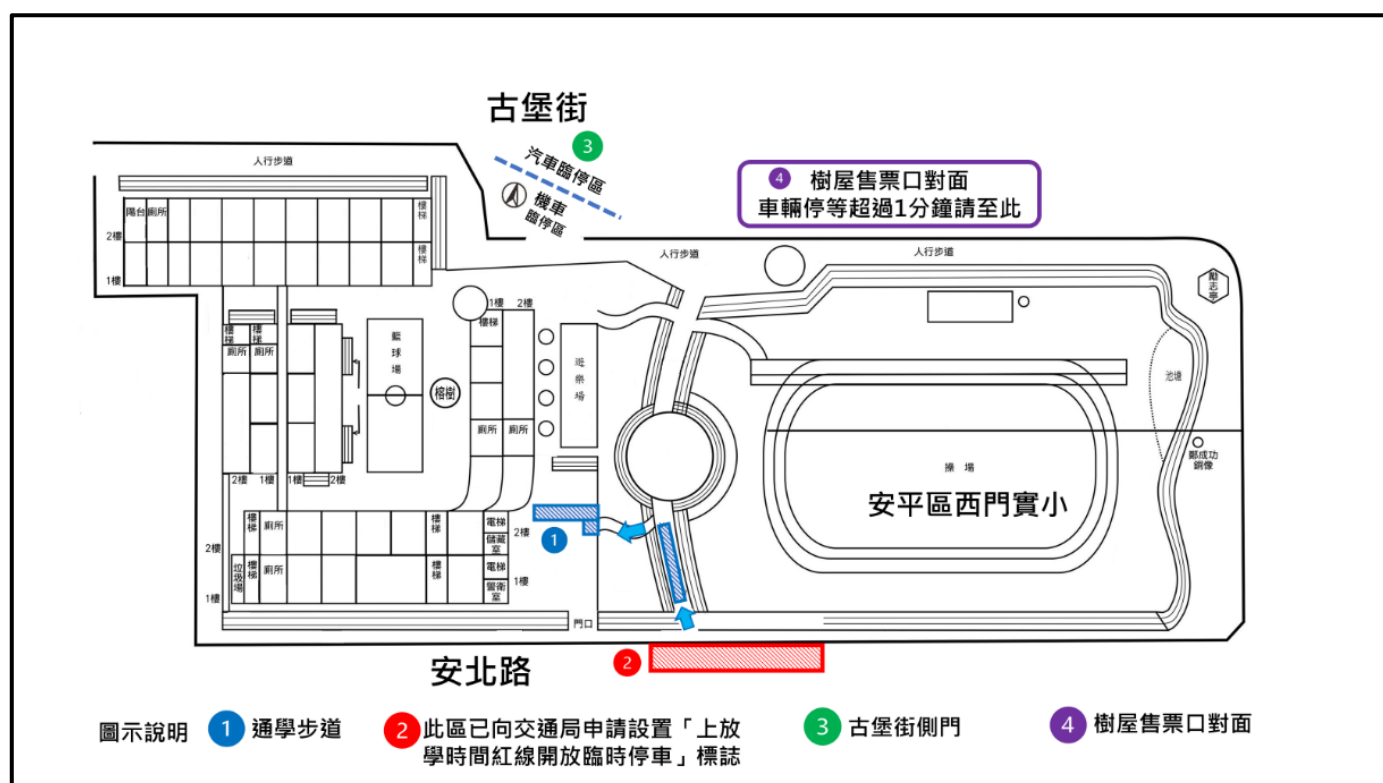 古堡街
3
汽車臨停區
機車
臨停區
4 樹屋售票口對面
車輛停等超過1分鐘請至此
人行步道
人行步道
人行步道
陽台
廁所
樓梯
2樓
樓梯
1樓
勵志亭
1樓 2樓
樓梯
樓梯 樓梯
廁所 廁所
籃球場
榕樹
遊樂場
池塘
廁所 廁所
鄭成功
銅像
操 場
安平區西門實小
2樓 1樓 1樓 2樓
樓梯
廁所
樓梯
電梯
2樓
儲藏室
1
2樓
垃圾場
樓梯
廁所
樓梯
電梯
1樓
警衛室
1樓
門口
安北路
2
圖示說明
1 通學步道
2 此區已向交通局申請設置「上放
學時間紅線開放臨時停車」標誌
3 古堡街側門
4 樹屋售票口對面